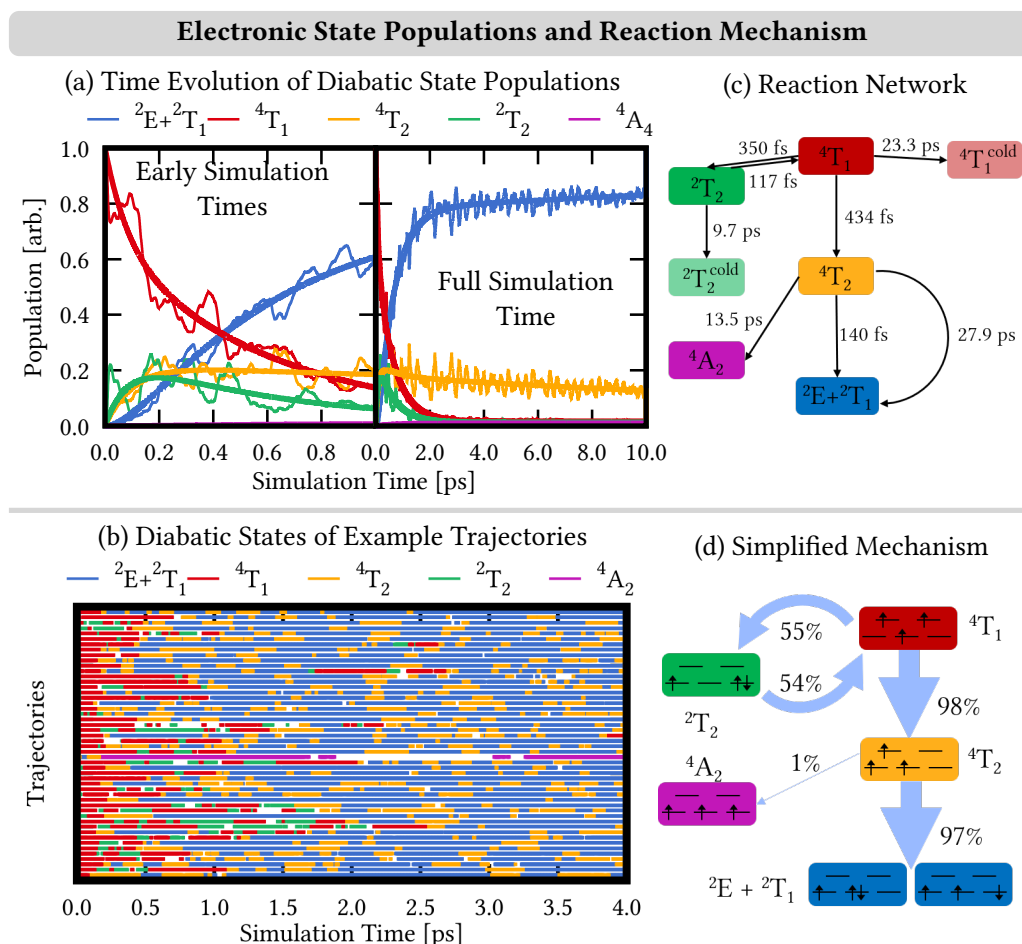 Electronic State Populations and Reaction Mechanism
(a) Time Evolution of Diabatic State Populations
²E+²T₁ ⁴T₁ ⁴T₂ ²T₂ ⁴A₄
Population [arb.]
1.0
0.8
0.6
0.4
0.2
0.0
Early Simulation
Times
Full Simulation
Time
0.0 0.2 0.4 0.6 0.8 0.0 2.0 4.0 6.0 8.0 10.0
Simulation Time [ps]
(c) Reaction Network
350 fs
⁴T₁
23.3 ps
⁴T₁ᶜᵒˡᵈ
²T₂
117 fs
9.7 ps
434 fs
²T₂ᶜᵒˡᵈ
⁴T₂
13.5 ps
140 fs
27.9 ps
⁴A₂
²E+²T₁
(b) Diabatic States of Example Trajectories
²E+²T₁ ⁴T₁ ⁴T₂ ²T₂ ⁴A₂
Trajectories
0.0 0.5 1.0 1.5 2.0 2.5 3.0 3.5 4.0
Simulation Time [ps]
(d) Simplified Mechanism
55%
⁴T₁
54%
²T₂
98%
⁴A₂
1%
⁴T₂
97%
²E + ²T₁